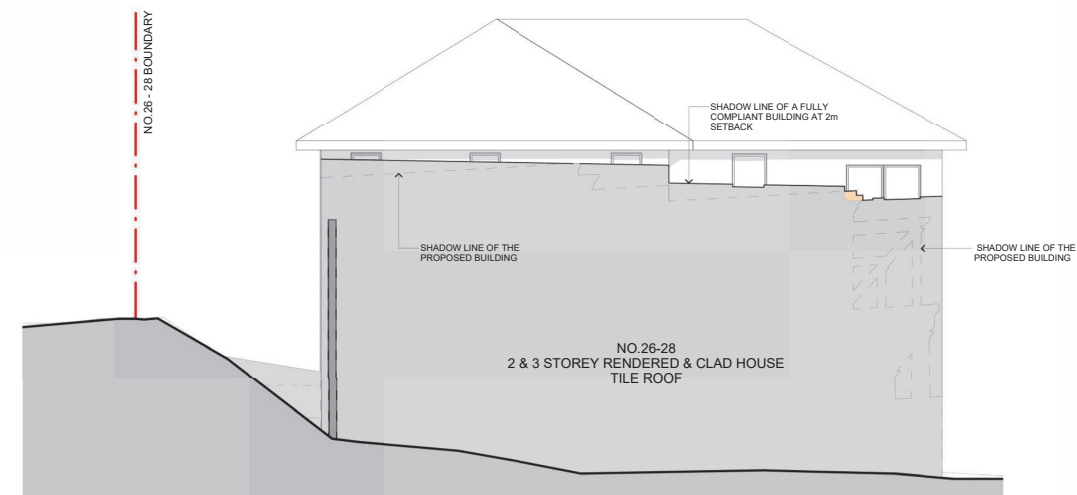 NO.26 - 28 BOUNDARY
SHADOW LINE OF A FULLY
COMPLIANT BUILDING AT 2m
SETBACK
SHADOW LINE OF THE
PROPOSED BUILDING
SHADOW LINE OF THE
PROPOSED BUILDING
NO.26-28
2 & 3 STOREY RENDERED & CLAD HOUSE
TILE ROOF